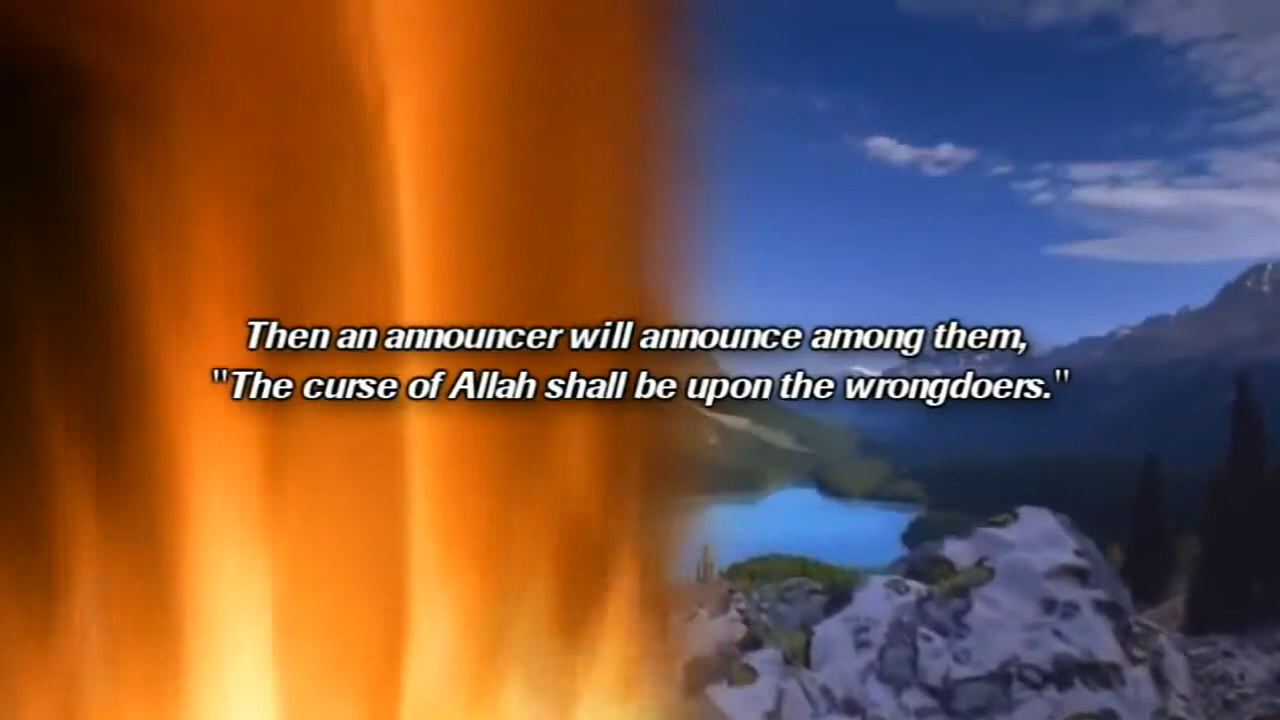 Then an announcer will announce among them,
"The curse of Allah shall be upon the wrongdoers."